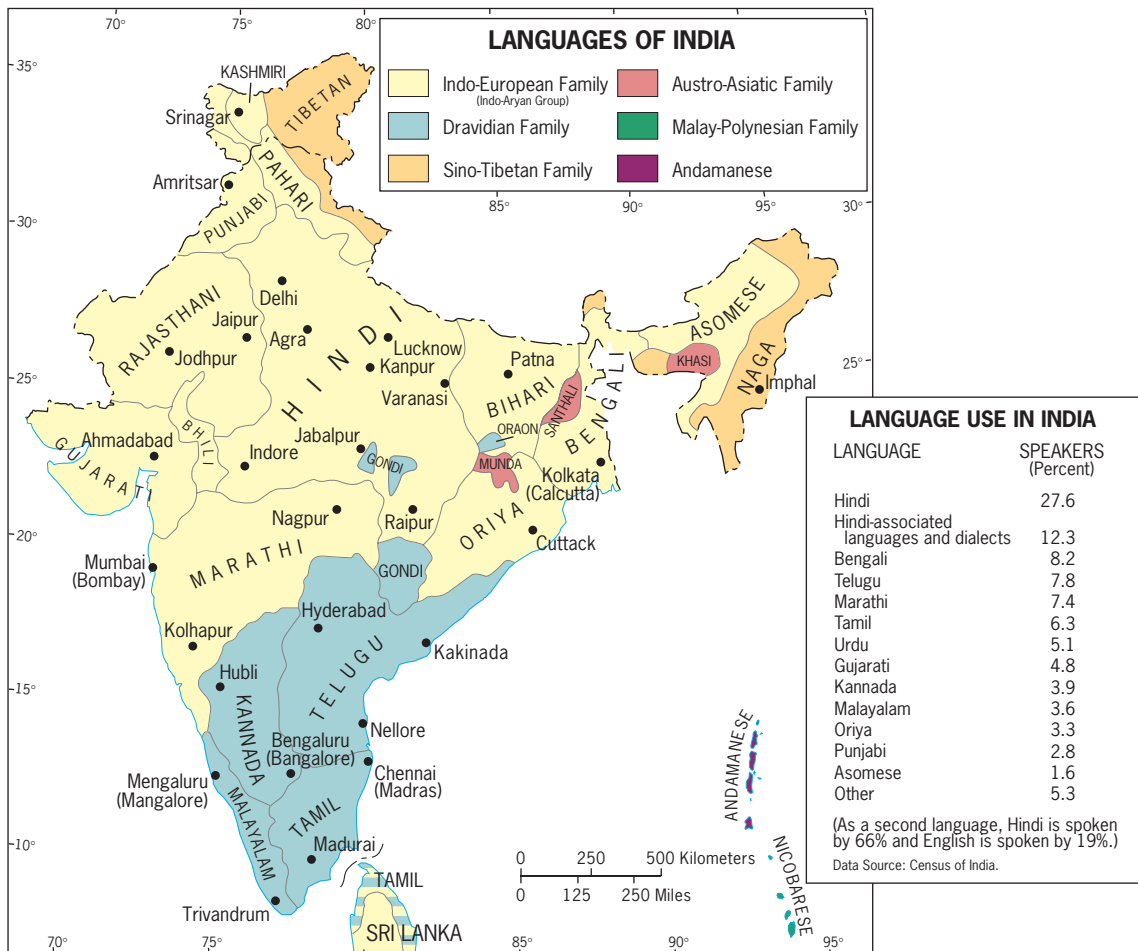 70°
75°
80°
LANGUAGES OF INDIA
Indo-European Family
(Indo-Aryan Group)
Dravidian Family
Sino-Tibetan Family
Austro-Asiatic Family
Malay-Polynesian Family
Andamanese
35°
30°
25°
20°
15°
10°
85°
90°
95°
30°
25°
KASHMIRI
Srinagar
TIBETAN
Amritsar
PAHARI
PUNJABI
Delhi
RAJASTHANI
Jaipur
Agra
HINDI
Jodhpur
Lucknow
Kanpur
Varanasi
Patna
BIHARI
SANTHALI
BENGALI
ASOMESE
KHASI
NAGA
Imphal
Ahmadabad
GUJARATI
BHILI
Indore
Jabalpur
GONDI
ORAON
MUNDA
Kolkata
(Calcutta)
Nagpur
Raipur
ORIYA
Cuttack
Mumbai
(Bombay)
MARATHI
GONDI
Hyderabad
Kolhapur
TELUGU
Kakinada
Hubli
KANNADA
Nellore
Bengaluru
(Bangalore)
Mengaluru
(Mangalore)
Chennai
(Madras)
MALAYALAM
TAMIL
Madurai
Trivandrum
TAMIL
SRI LANKA
ANDAMANESE
NICOBARESE
0 250 500 Kilometers
0 125 250 Miles
70°
75°
85°
90°
95°
LANGUAGE USE IN INDIA
LANGUAGE SPEAKERS
(Percent)
Hindi 27.6
Hindi-associated
languages and dialects 12.3
Bengali 8.2
Telugu 7.8
Marathi 7.4
Tamil 6.3
Urdu 5.1
Gujarati 4.8
Kannada 3.9
Malayalam 3.6
Oriya 3.3
Punjabi 2.8
Asomese 1.6
Other 5.3
(As a second language, Hindi is spoken
by 66% and English is spoken by 19%.)
Data Source: Census of India.